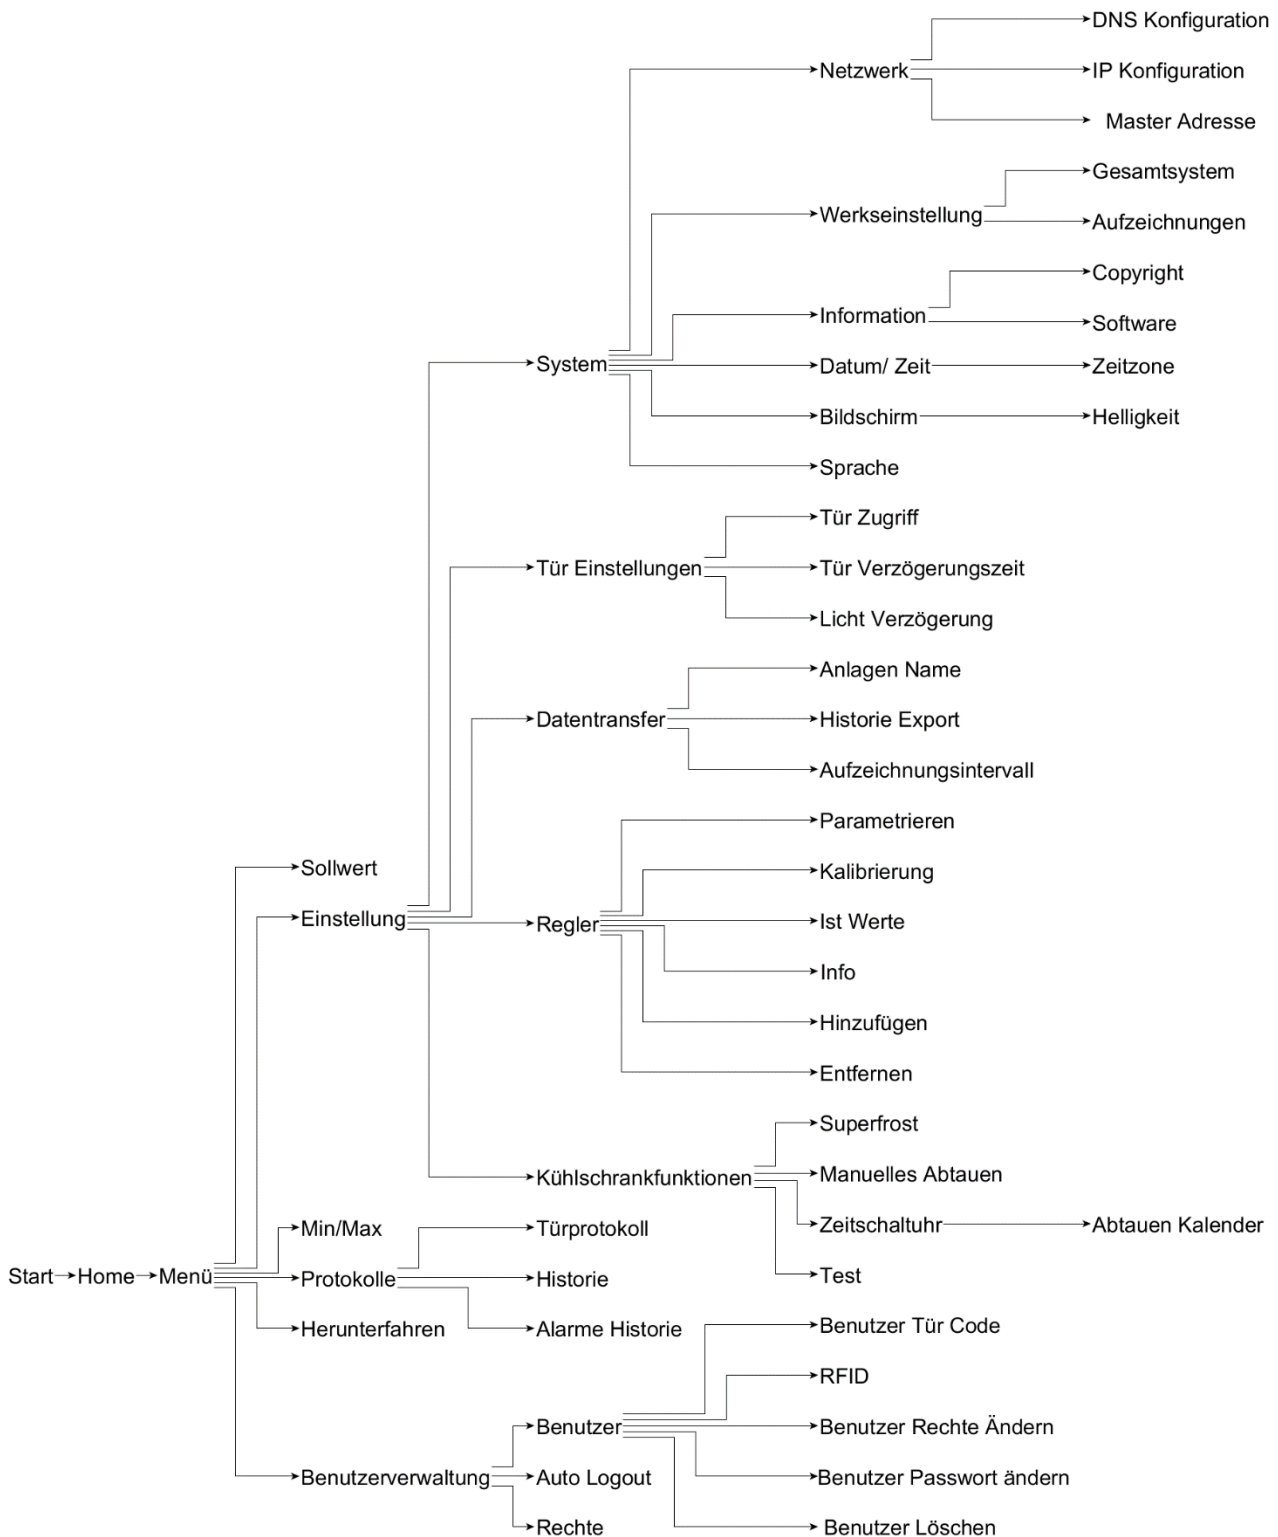 DNS Konfiguration
Netzwerk IP Konfiguration
Master Adresse
Gesamtsystem
Werkseinstellung
Aufzeichnungen
Copyright
Information
Software
System Datum/ Zeit Zeitzone
Bildschirm Helligkeit
Sprache
Tür Zugriff
Tür Einstellungen Tür Verzögerungszeit
Licht Verzögerung
Anlagen Name
Datentransfer Historie Export
Aufzeichnungsintervall
Parametrieren
Sollwert Kalibrierung
Einstellung Regler Ist Werte
Info
Hinzufügen
Entfernen
Superfrost
Kühlschrankfunktionen Manuelles Abtauen
Min/Max Türprotokoll Zeitschaltuhr Abtauen Kalender
Start Home Menü Protokolle Historie Test
Herunterfahren Alarme Historie Benutzer Tür Code
RFID
Benutzer Benutzer Rechte Ändern
Benutzerverwaltung Auto Logout Benutzer Passwort ändern
Rechte Benutzer Löschen